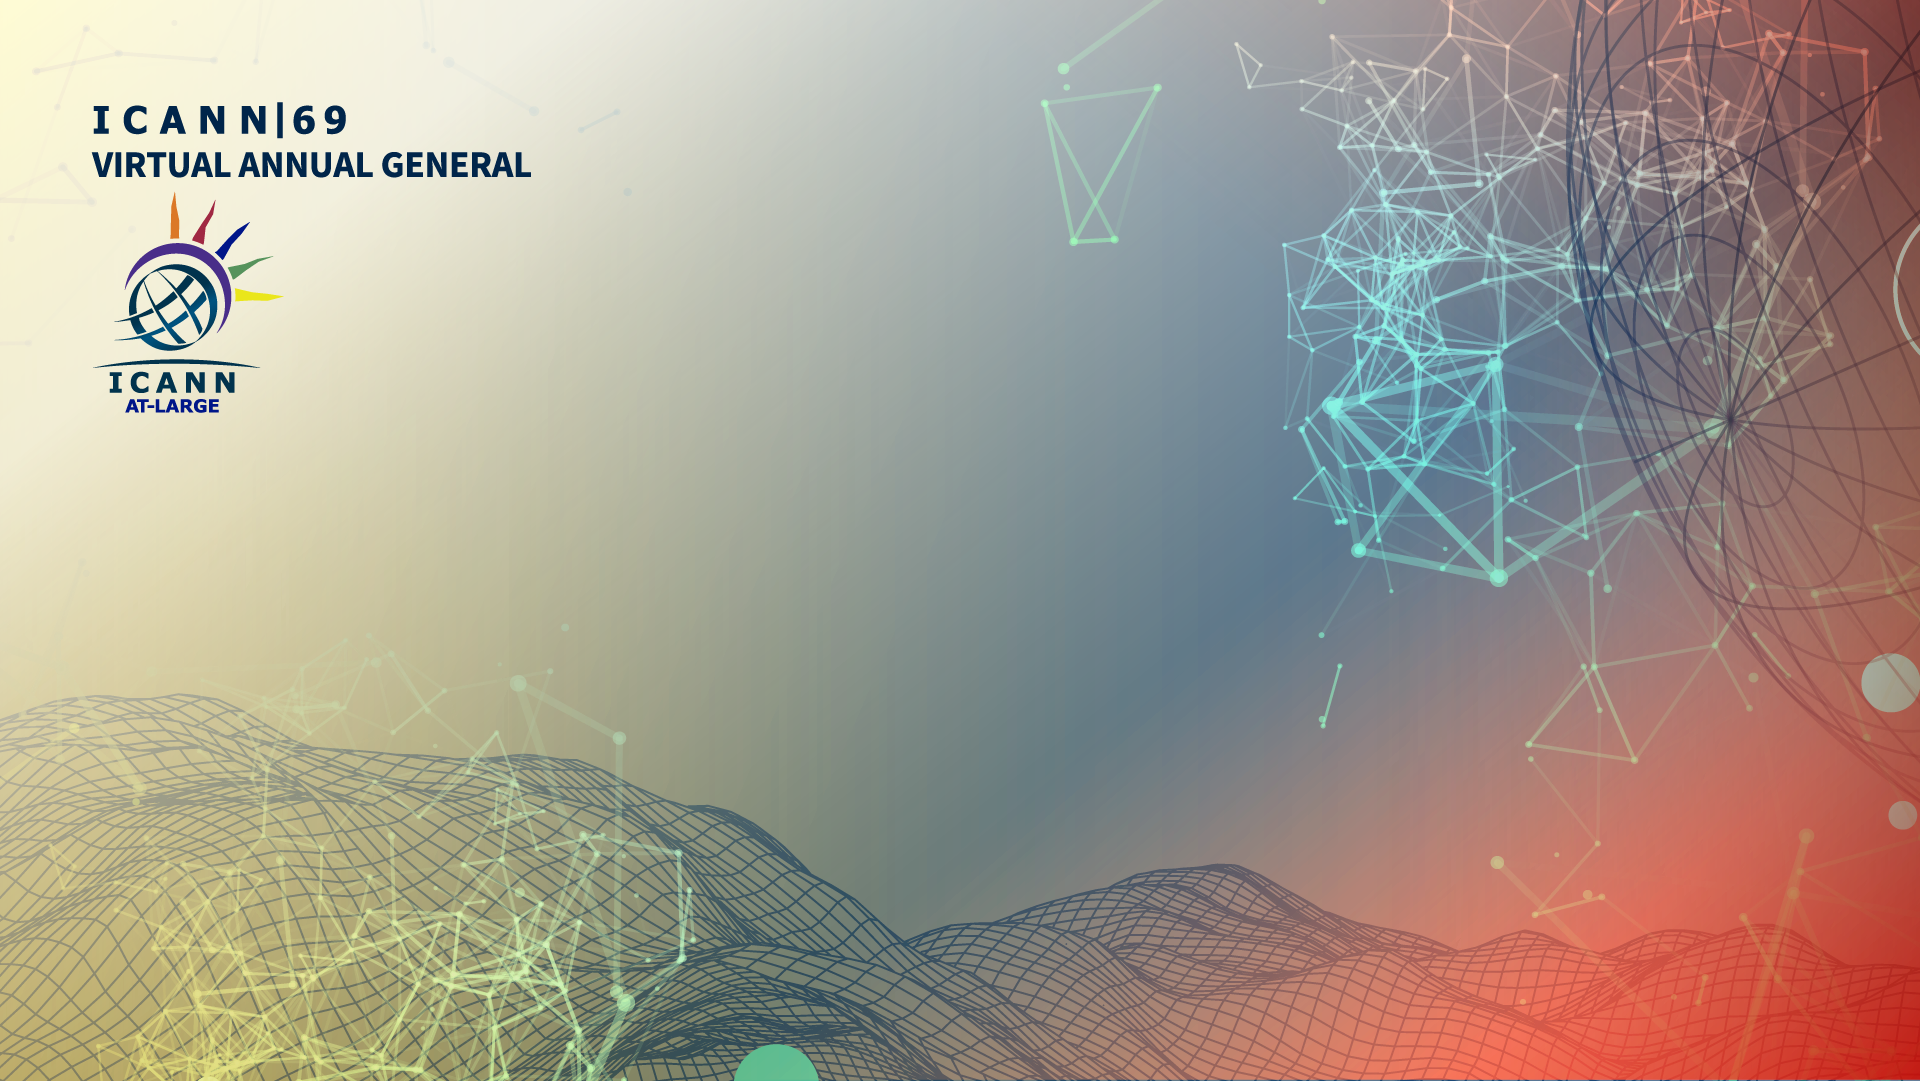 ICANN|69
VIRTUAL ANNUAL GENERAL
ICANN
AT-LARGE